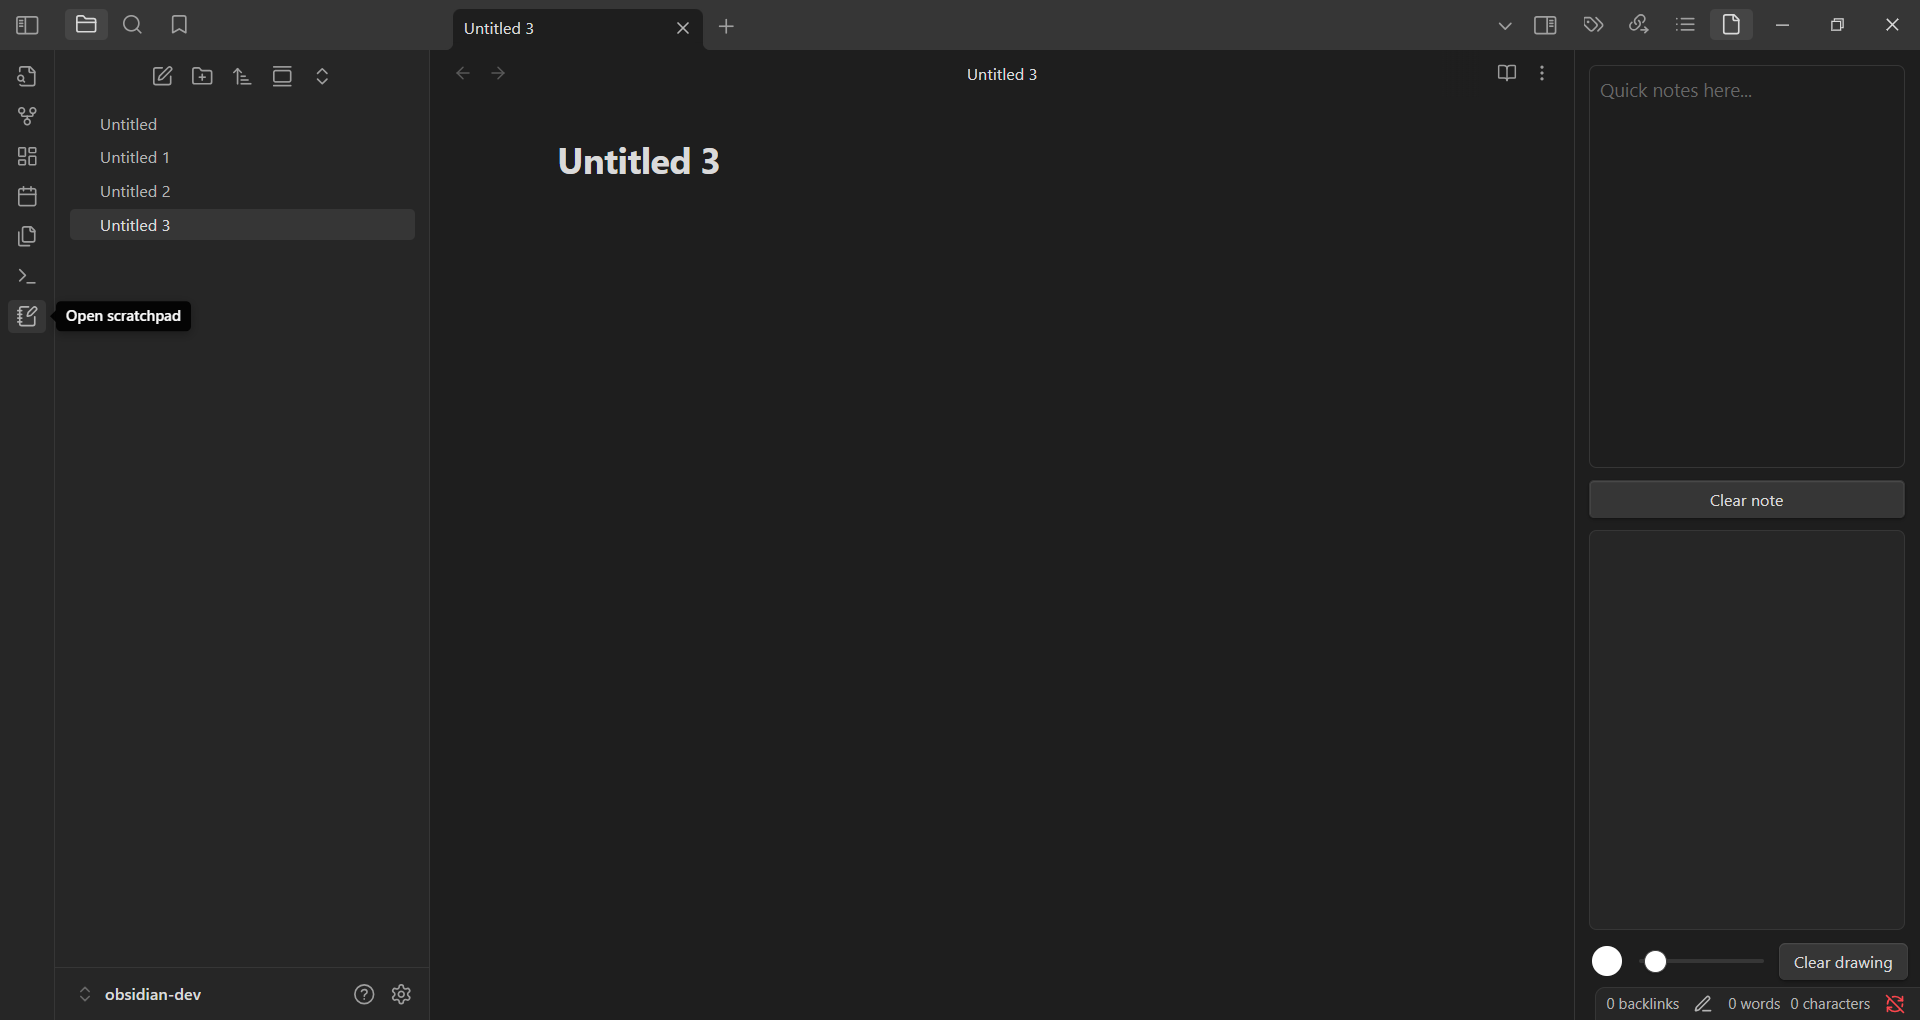 Untitled 3
Untitled 3
Quick notes here...
Untitled
Untitled 1
Untitled 2
Untitled 3
Untitled 3
Open scratchpad
Clear note
Clear drawing
obsidian-dev
0 backlinks 0 words 0 characters